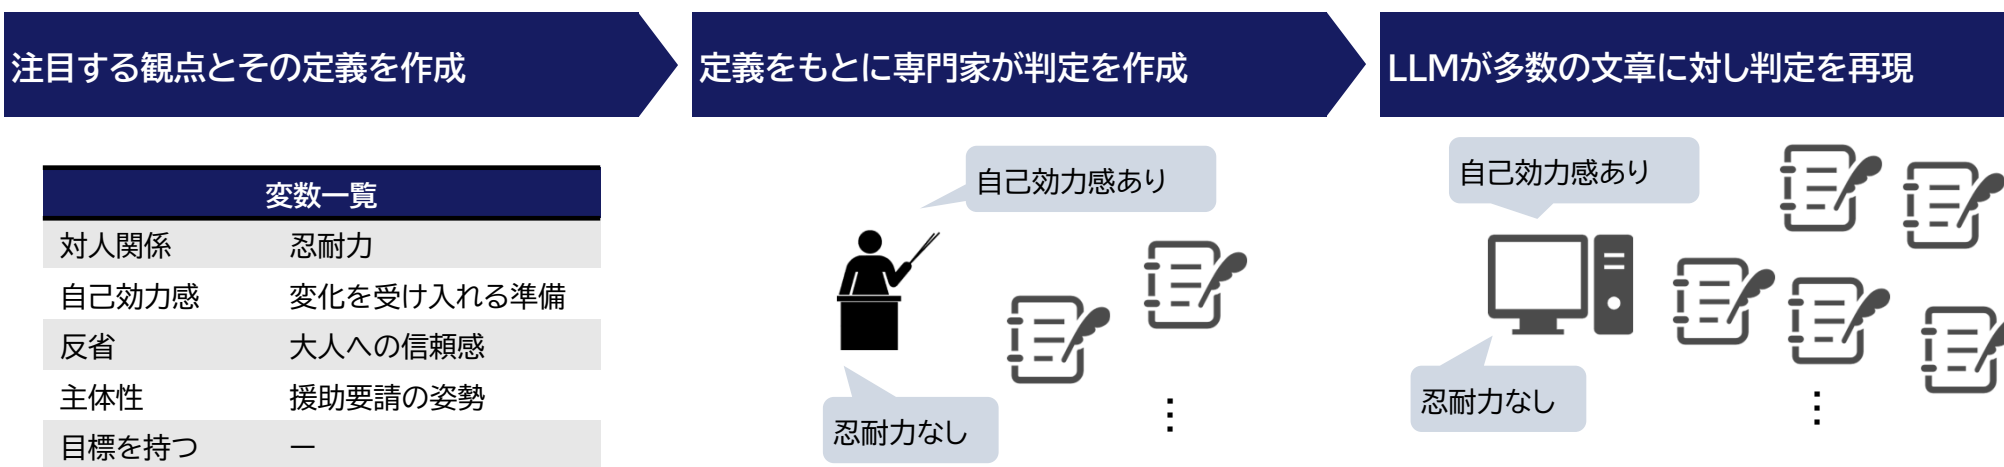 注目する観点とその定義を作成
定義をもとに専門家が判定を作成
LLMが多数の文章に対し判定を再現
変数一覧
対人関係 忍耐力
自己効力感 変化を受け入れる準備
反省 大人への信頼感
主体性 援助要請の姿勢
目標を持つ ー
自己効力感あり
忍耐力なし
⋮
自己効力感あり
忍耐力なし
⋮